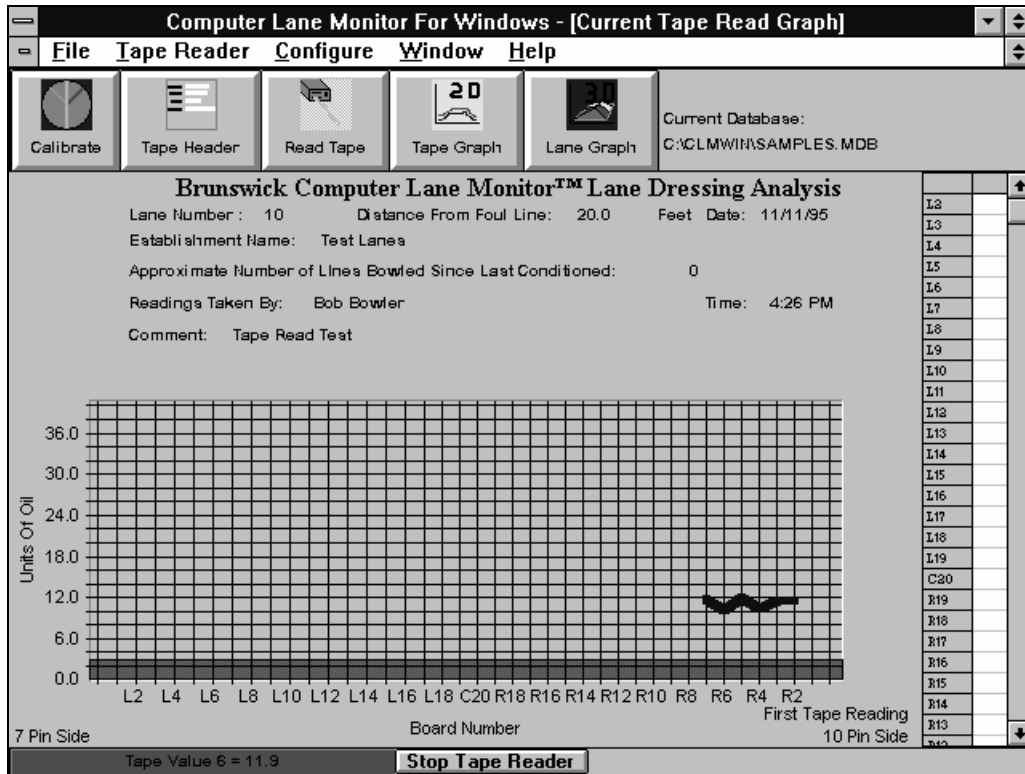 Computer Lane Monitor For Windows - [Current Tape Read Graph]
File Tape Reader Configure Window Help
2D 3D
Calibrate Tape Header Read Tape Tape Graph Lane Graph
Current Database:
C:\CLMWIN\SAMPLES.MDB
Brunswick Computer Lane Monitor™ Lane Dressing Analysis
Lane Number : 10 Distance From Foul Line: 20.0 Feet Date: 11/11/95
Establishment Name: Test Lanes
Approximate Number of Lines Bowled Since Last Conditioned: 0
Readings Taken By: Bob Bowler Time: 4:26 PM
Comment: Tape Read Test
Units Of Oil
36.0
30.0
24.0
18.0
12.0
6.0
0.0
L2 L4 L6 L8 L10 L12 L14 L16 L18 C20 R18 R16 R14 R12 R10 R8 R6 R4 R2
First Tape Reading
7 Pin Side Board Number 10 Pin Side
L2
L3
L4
L5
L6
L7
L8
L9
L10
L11
L12
L13
L14
L15
L16
L17
L18
L19
C20
R19
R18
R17
R16
R15
R14
R13
R12
Tape Value 6 = 11.9 Stop Tape Reader